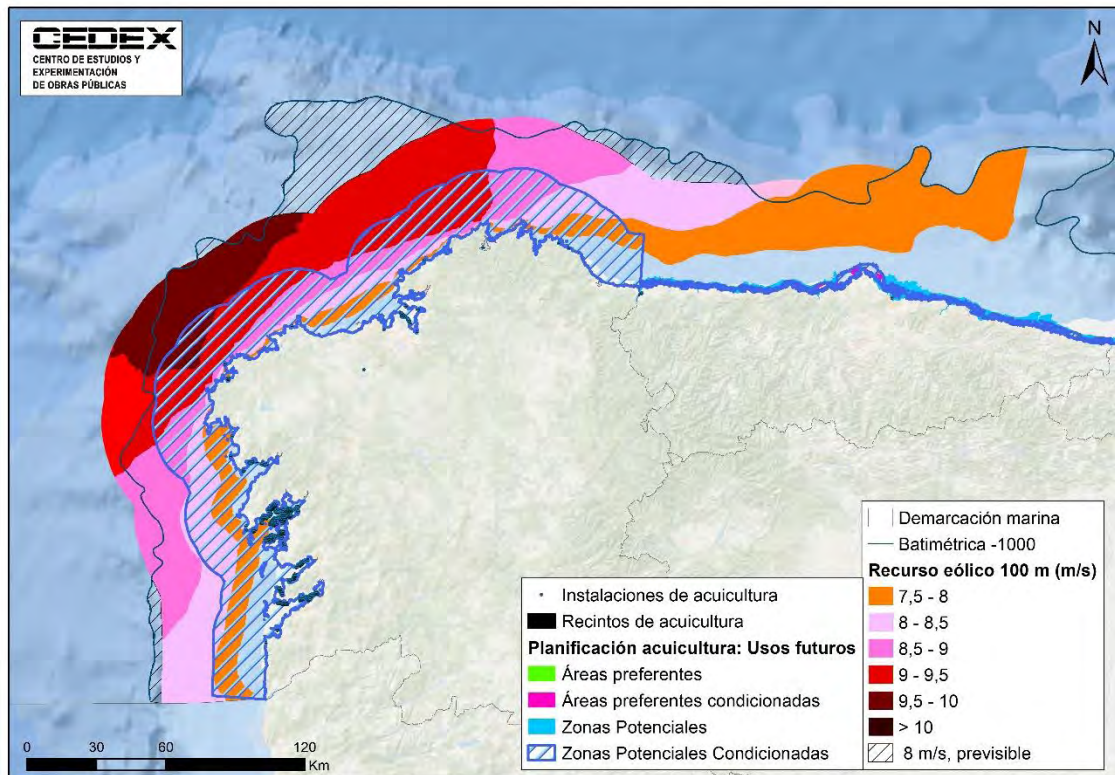 CEDEX
CENTRO DE ESTUDIOS Y
EXPERIMENTACIÓN
DE OBRAS PÚBLICAS
N
Demarcación marina
Batimétrica -1000
Recurso eólico 100 m (m/s)
7,5 - 8
8 - 8,5
8,5 - 9
9 - 9,5
9,5 - 10
> 10
8 m/s, previsible
Instalaciones de acuicultura
Recintos de acuicultura
Planificación acuicultura: Usos futuros
Áreas preferentes
Áreas preferentes condicionadas
Zonas Potenciales
Zonas Potenciales Condicionadas
0 30 60 120
Km